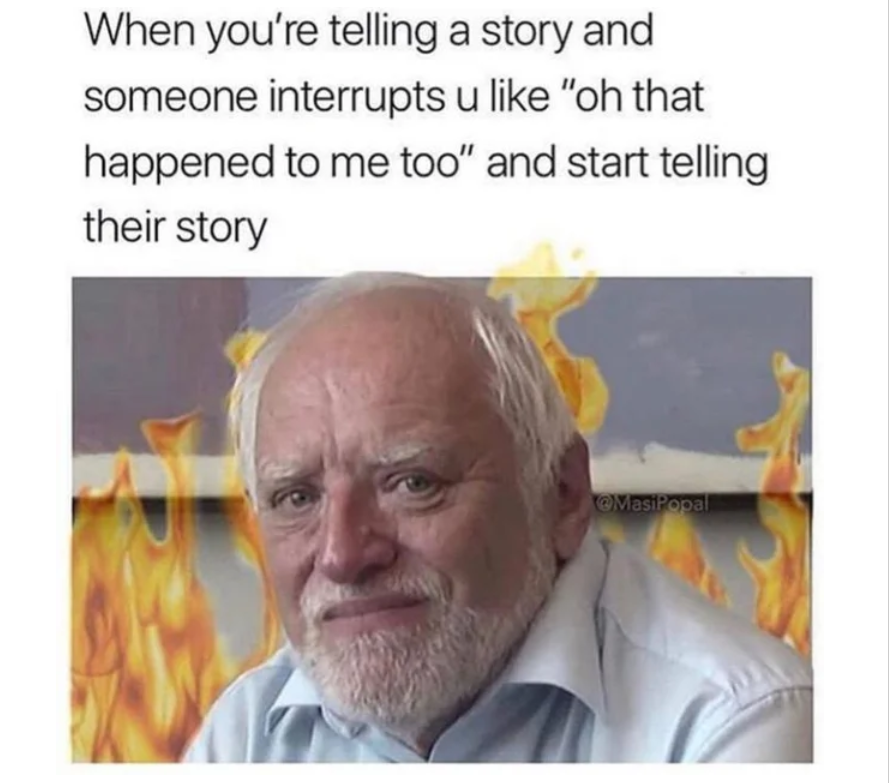 When you're telling a story and
someone interrupts u like "oh that
happened to me too" and start telling
their story
@MasiPopal